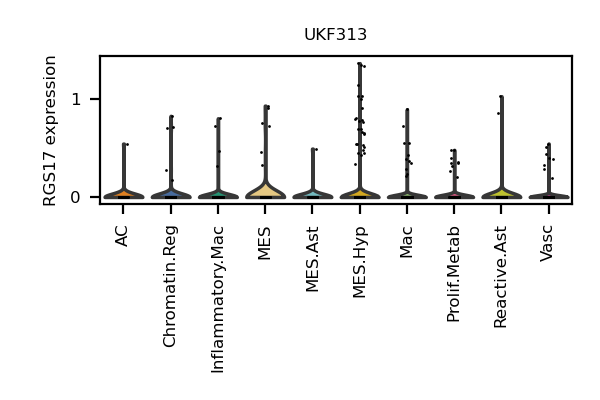 UKF313
RGS17 expression
1
0
AC
Chromatin.Reg
Inflammatory.Mac
MES
MES.Ast
MES.Hyp
Mac
Prolif.Metab
Reactive.Ast
Vasc